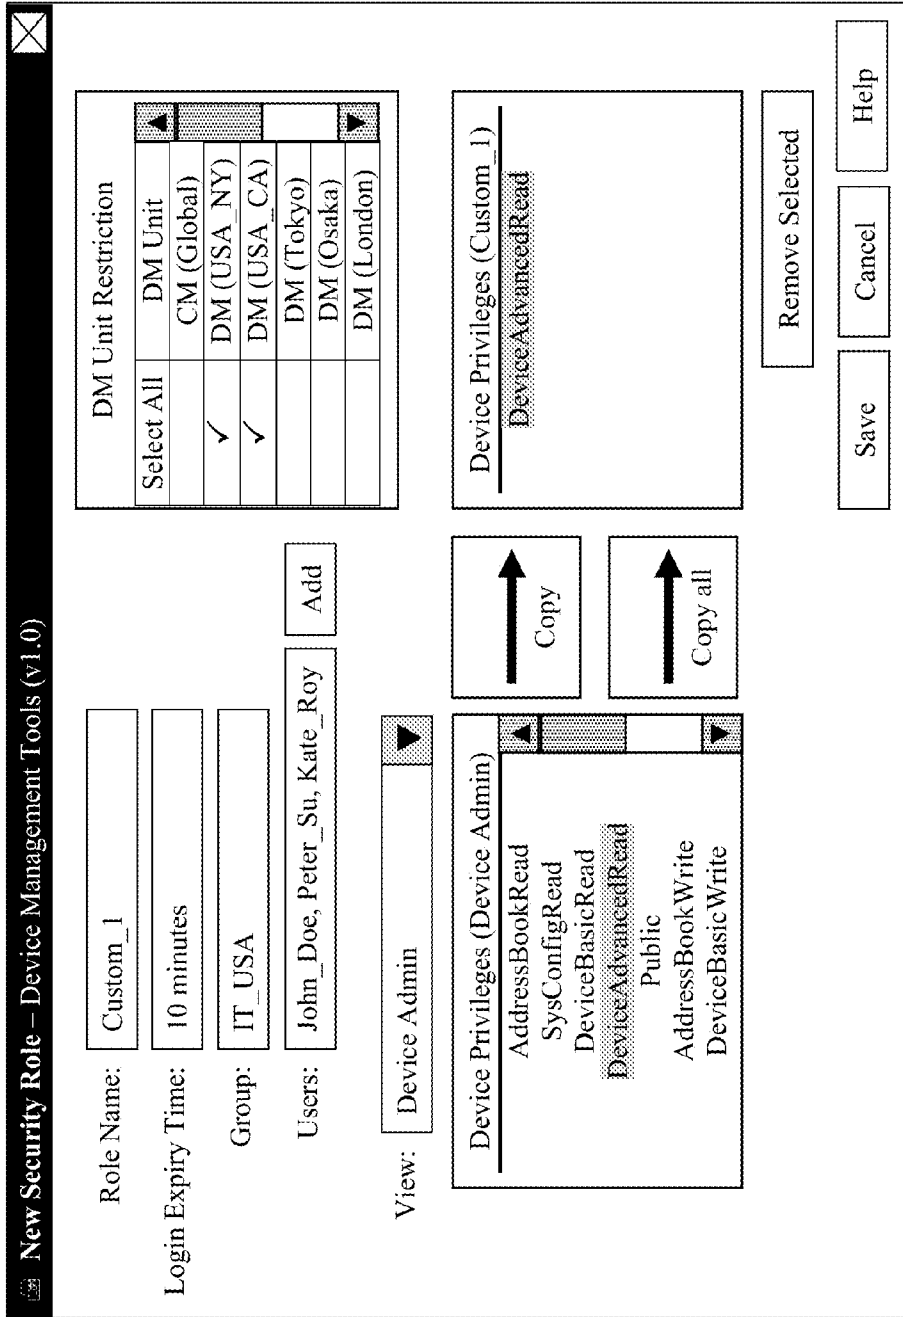 New Security Role – Device Management Tools (v1.0)
Role Name: Custom_1
Login Expiry Time: 10 minutes
Group: IT_USA
Users: John_Doe, Peter_Su, Kate_Roy Add
DM Unit Restriction
Select All DM Unit
CM (Global)
✓ DM (USA_NY)
✓ DM (USA_CA)
DM (Tokyo)
DM (Osaka)
DM (London)
View: Device Admin
Device Privileges (Device Admin)
AddressBookRead
SysConfigRead
DeviceBasicRead
DeviceAdvancedRead
Public
AddressBookWrite
DeviceBasicWrite
Copy
Copy all
Device Privileges (Custom_1)
DeviceAdvancedRead
Remove Selected
Save Cancel Help